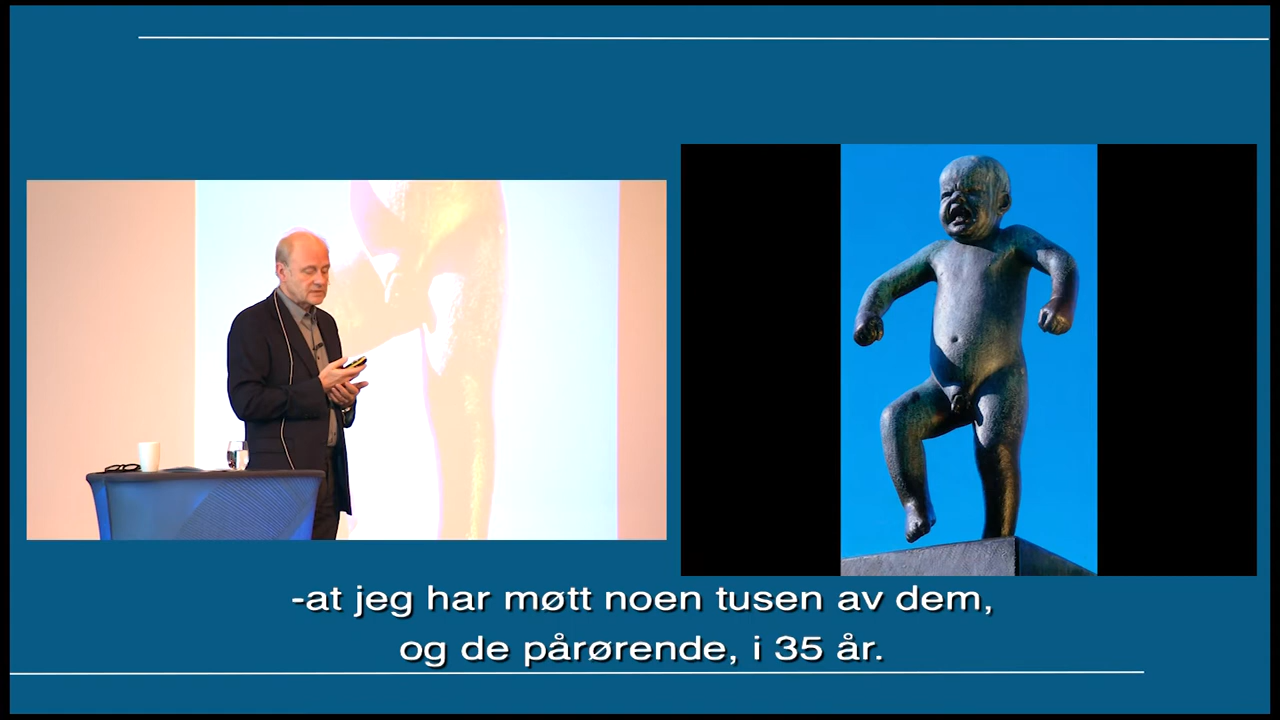 -at jeg har møtt noen tusen av dem,
og de pårørende, i 35 år.